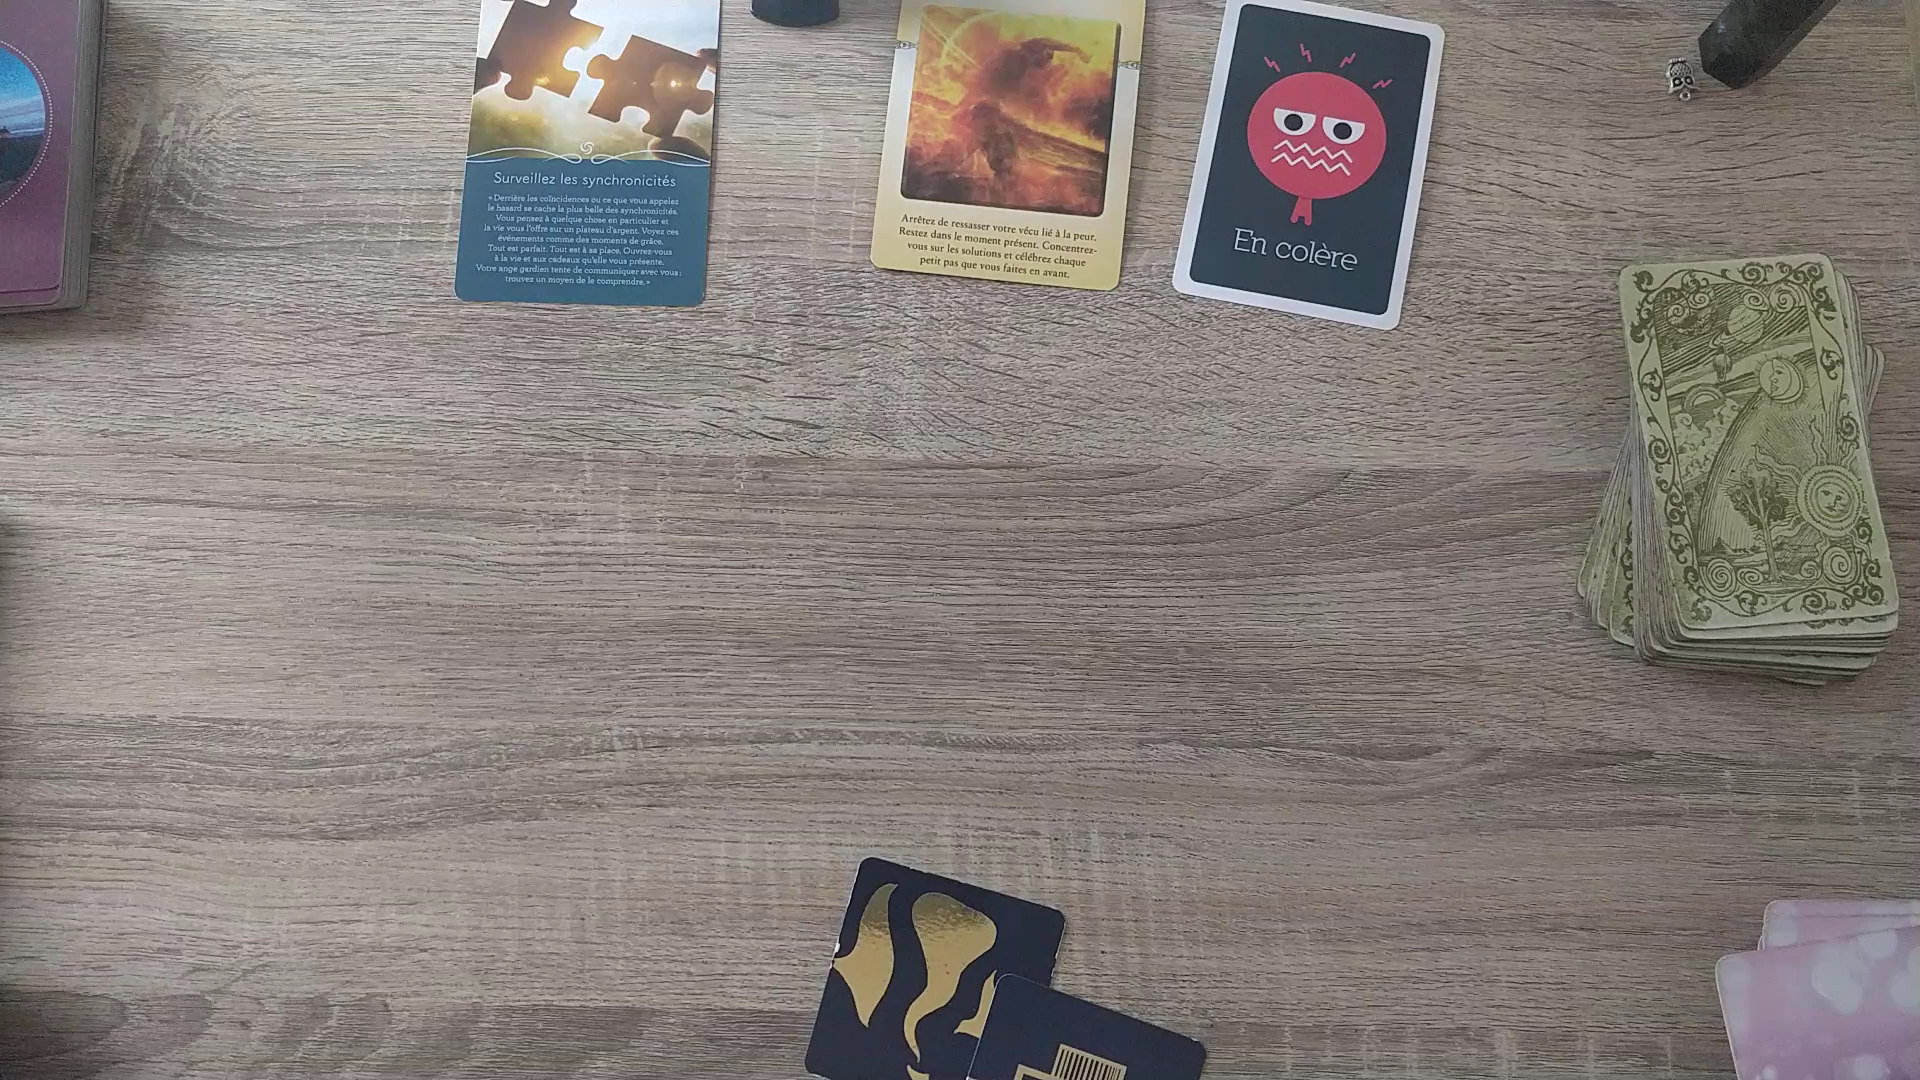 Surveillez les synchronicités
« Derrière les coïncidences ou ce que vous appelez
le hasard se cache la plus belle des synchronicités.
Vous pensez à quelque chose en particulier et
la vie vous l'offre sur un plateau d'argent. Voyez ces
événements comme des moments de grâce.
Tout est parfait. Tout est à sa place. Ouvrez-vous
à la vie et aux cadeaux qu'elle vous présente.
Votre ange gardien tente de communiquer avec vous :
trouvez un moyen de le comprendre. »
Arrêtez de ressasser votre vécu lié à la peur.
Restez dans le moment présent. Concentrez-
vous sur les solutions et célébrez chaque
petit pas que vous faites en avant.
En colère